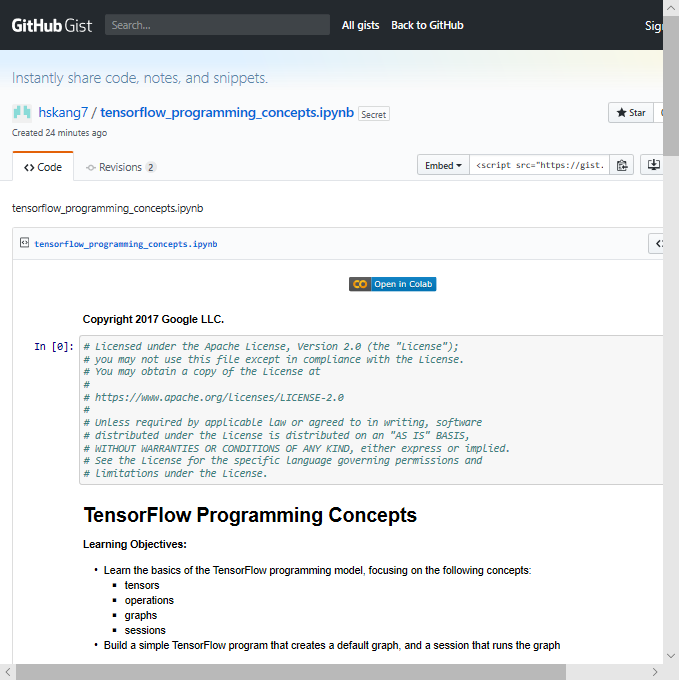 GitHub Gist Search... All gists Back to GitHub
Instantly share code, notes, and snippets.
hskang7 / tensorflow_programming_concepts.ipynb Secret Star
Created 24 minutes ago
<> Code Revisions 2 Embed <script src="https://gist.
tensorflow_programming_concepts.ipynb
tensorflow_programming_concepts.ipynb
Open in Colab
Copyright 2017 Google LLC.
In [0]: # Licensed under the Apache License, Version 2.0 (the "License");
# you may not use this file except in compliance with the License.
# You may obtain a copy of the License at
#
# https://www.apache.org/licenses/LICENSE-2.0
#
# Unless required by applicable law or agreed to in writing, software
# distributed under the License is distributed on an "AS IS" BASIS,
# WITHOUT WARRANTIES OR CONDITIONS OF ANY KIND, either express or implied.
# See the License for the specific language governing permissions and
# limitations under the License.
TensorFlow Programming Concepts
Learning Objectives:
• Learn the basics of the TensorFlow programming model, focusing on the following concepts:
▪ tensors
▪ operations
▪ graphs
▪ sessions
• Build a simple TensorFlow program that creates a default graph, and a session that runs the graph